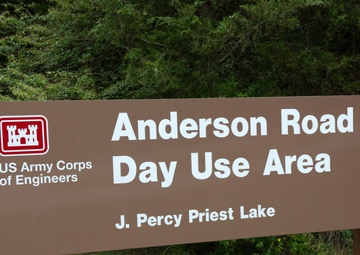 Anderson Road
Day Use Area
US Army Corps
of Engineers
J. Percy Priest Lake